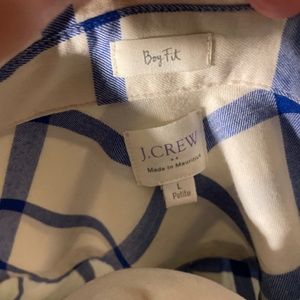 Boy Fit
J.CREW
Made in Mauritius
L
Petite